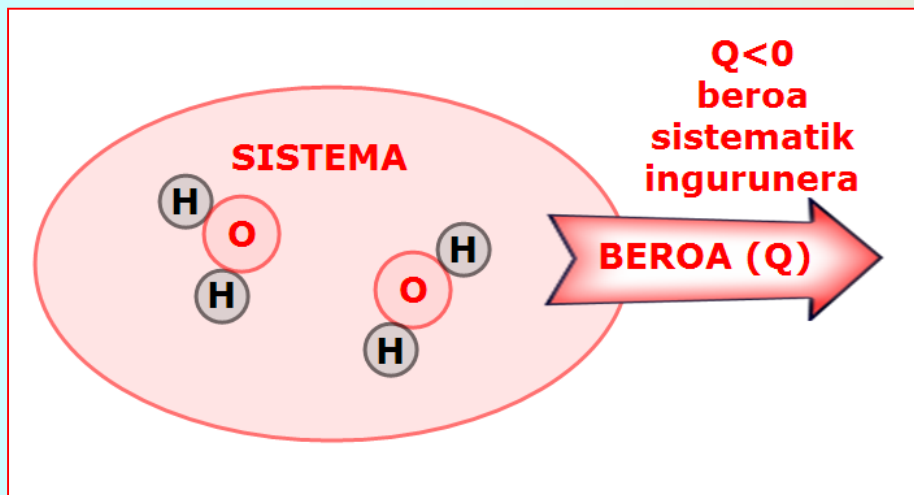 Q<0
beroa
sistematik
ingurunera
SISTEMA
H
O
H
H
O
H
BEROA (Q)